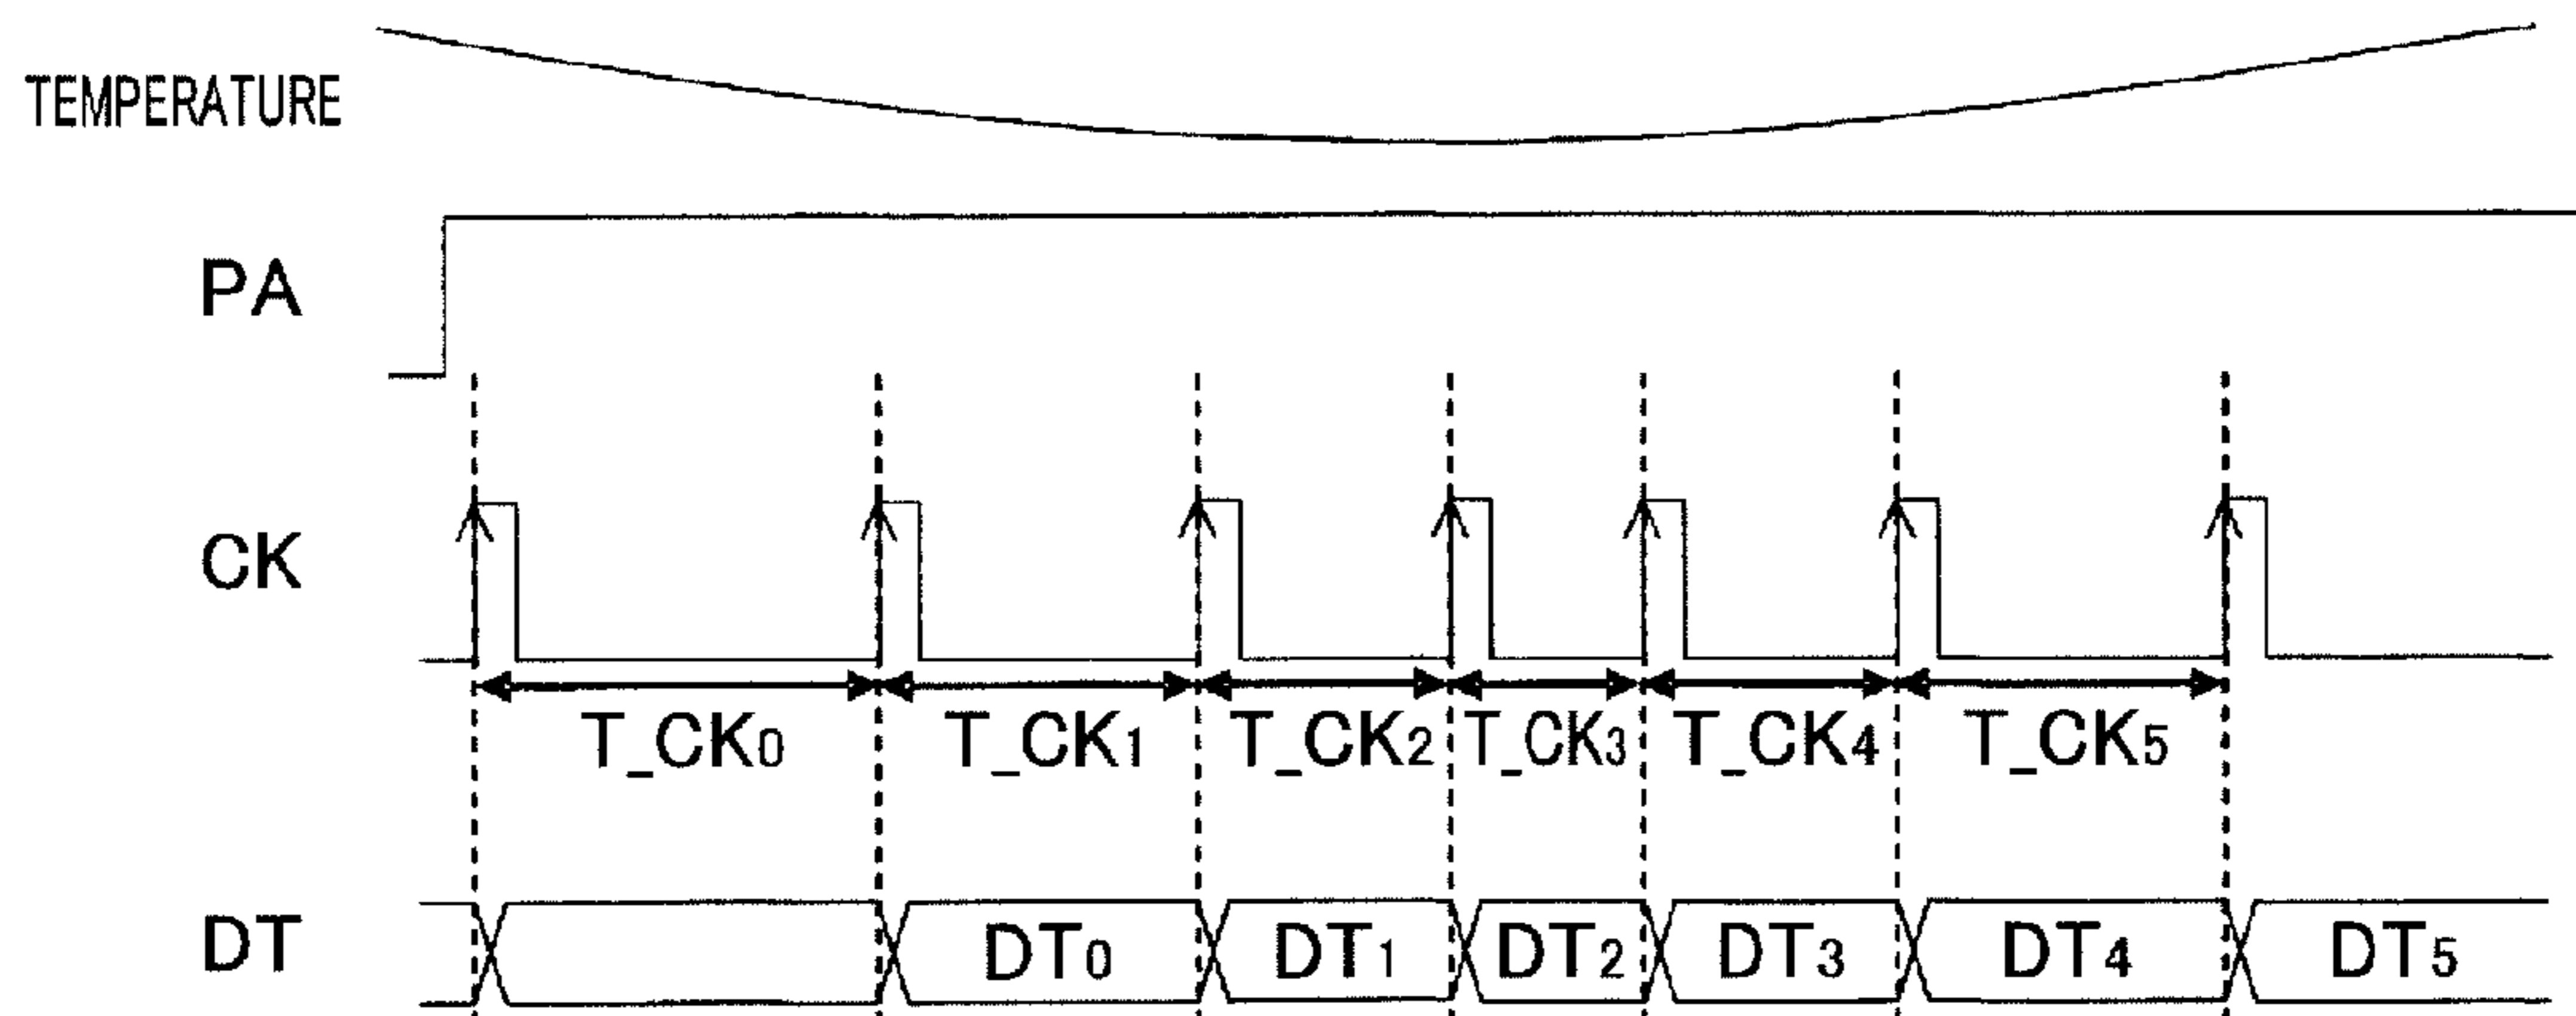 TEMPERATURE
PA
CK
T_CK0 T_CK1 T_CK2 T_CK3 T_CK4 T_CK5
DT DT0 DT1 DT2 DT3 DT4 DT5